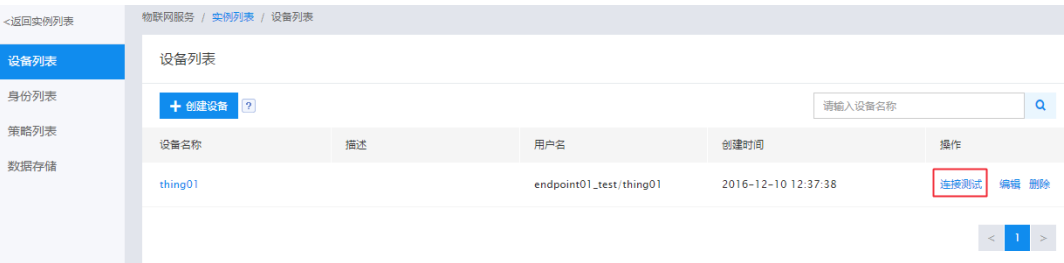 <返回实例列表
设备列表
身份列表
策略列表
数据存储
物联网服务 / 实例列表 / 设备列表
设备列表
+ 创建设备 ?
请输入设备名称
设备名称 描述 用户名 创建时间 操作
thing01 endpoint01_test/thing01 2016-12-10 12:37:38 连接测试 编辑 删除
< 1 >